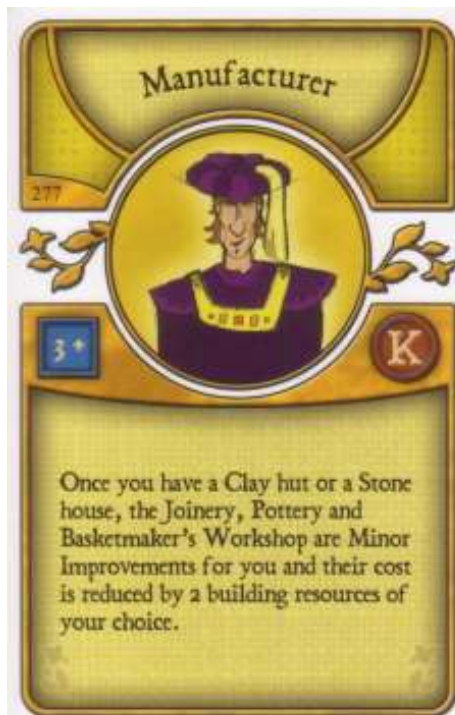 Manufacturer
277
3+
K
Once you have a Clay hut or a Stone
house, the Joinery, Pottery and
Basketmaker's Workshop are Minor
Improvements for you and their cost
is reduced by 2 building resources of
your choice.